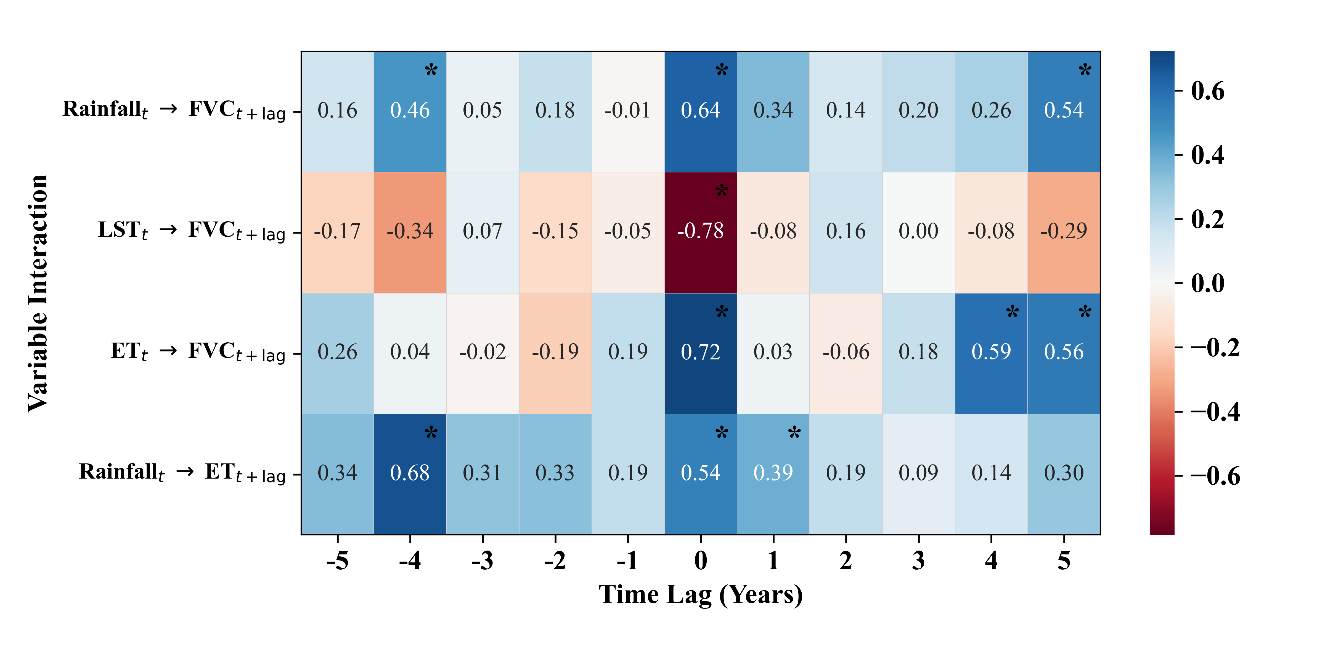 * * *
Rainfallt → FVCt + lag 0.16 0.46 0.05 0.18 -0.01 0.64 0.34 0.14 0.20 0.26 0.54
*
LSTt → FVCt + lag -0.17 -0.34 0.07 -0.15 -0.05 -0.78 -0.08 0.16 0.00 -0.08 -0.29
* * *
ETt → FVCt + lag 0.26 0.04 -0.02 -0.19 0.19 0.72 0.03 -0.06 0.18 0.59 0.56
* * *
Rainfallt → ETt + lag 0.34 0.68 0.31 0.33 0.19 0.54 0.39 0.19 0.09 0.14 0.30
-5 -4 -3 -2 -1 0 1 2 3 4 5
Time Lag (Years)
Variable Interaction
0.6
0.4
0.2
0.0
−0.2
−0.4
−0.6